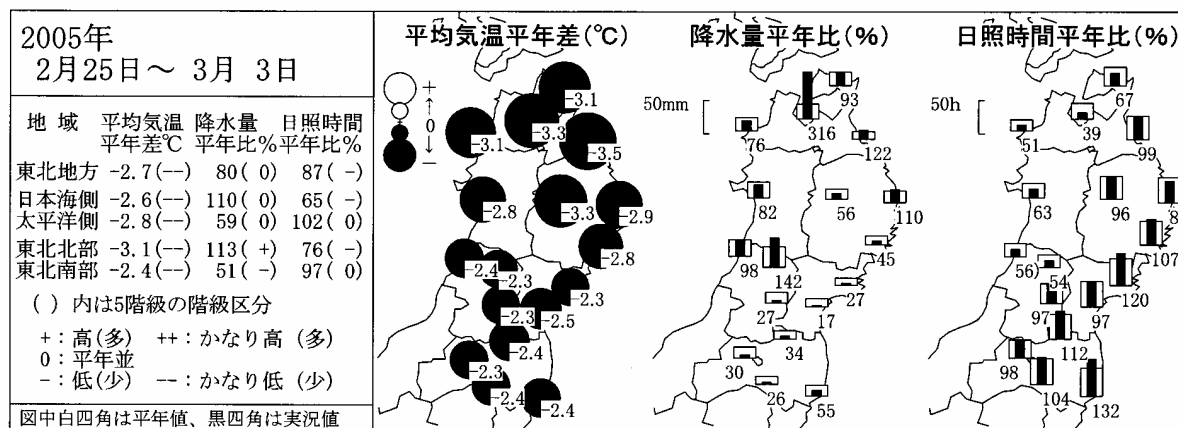 2005年
2月25日～ 3月 3日
地 域 平均気温 降水量 日照時間
平年差℃ 平年比% 平年比%
東北地方 -2.7(--) 80( 0) 87( -)
日本海側 -2.6(--) 110( 0) 65( -)
太平洋側 -2.8(--) 59( 0) 102( 0)
東北北部 -3.1(--) 113( +) 76( -)
東北南部 -2.4(--) 51( -) 97( 0)
( ) 内は5階級の階級区分
+：高(多) ++：かなり高 (多)
0：平年並
-：低(少) --：かなり低 (少)
図中白四角は平年値、黒四角は実況値
平均気温平年差(℃)
+
↑
0
↓
-
-3.1
-3.3
-3.1
-3.5
-2.8
-3.3
-2.9
-2.8
-2.4
-2.3
-2.3
-2.3
-2.5
-2.4
-2.3
-2.4
-2.4
降水量平年比(%)
50mm
93
316
76
122
82
56
110
45
98
142
27
27
17
34
30
26
55
日照時間平年比(%)
50h
67
39
51
99
63
96
107
56
54
120
97
97
112
98
104
132